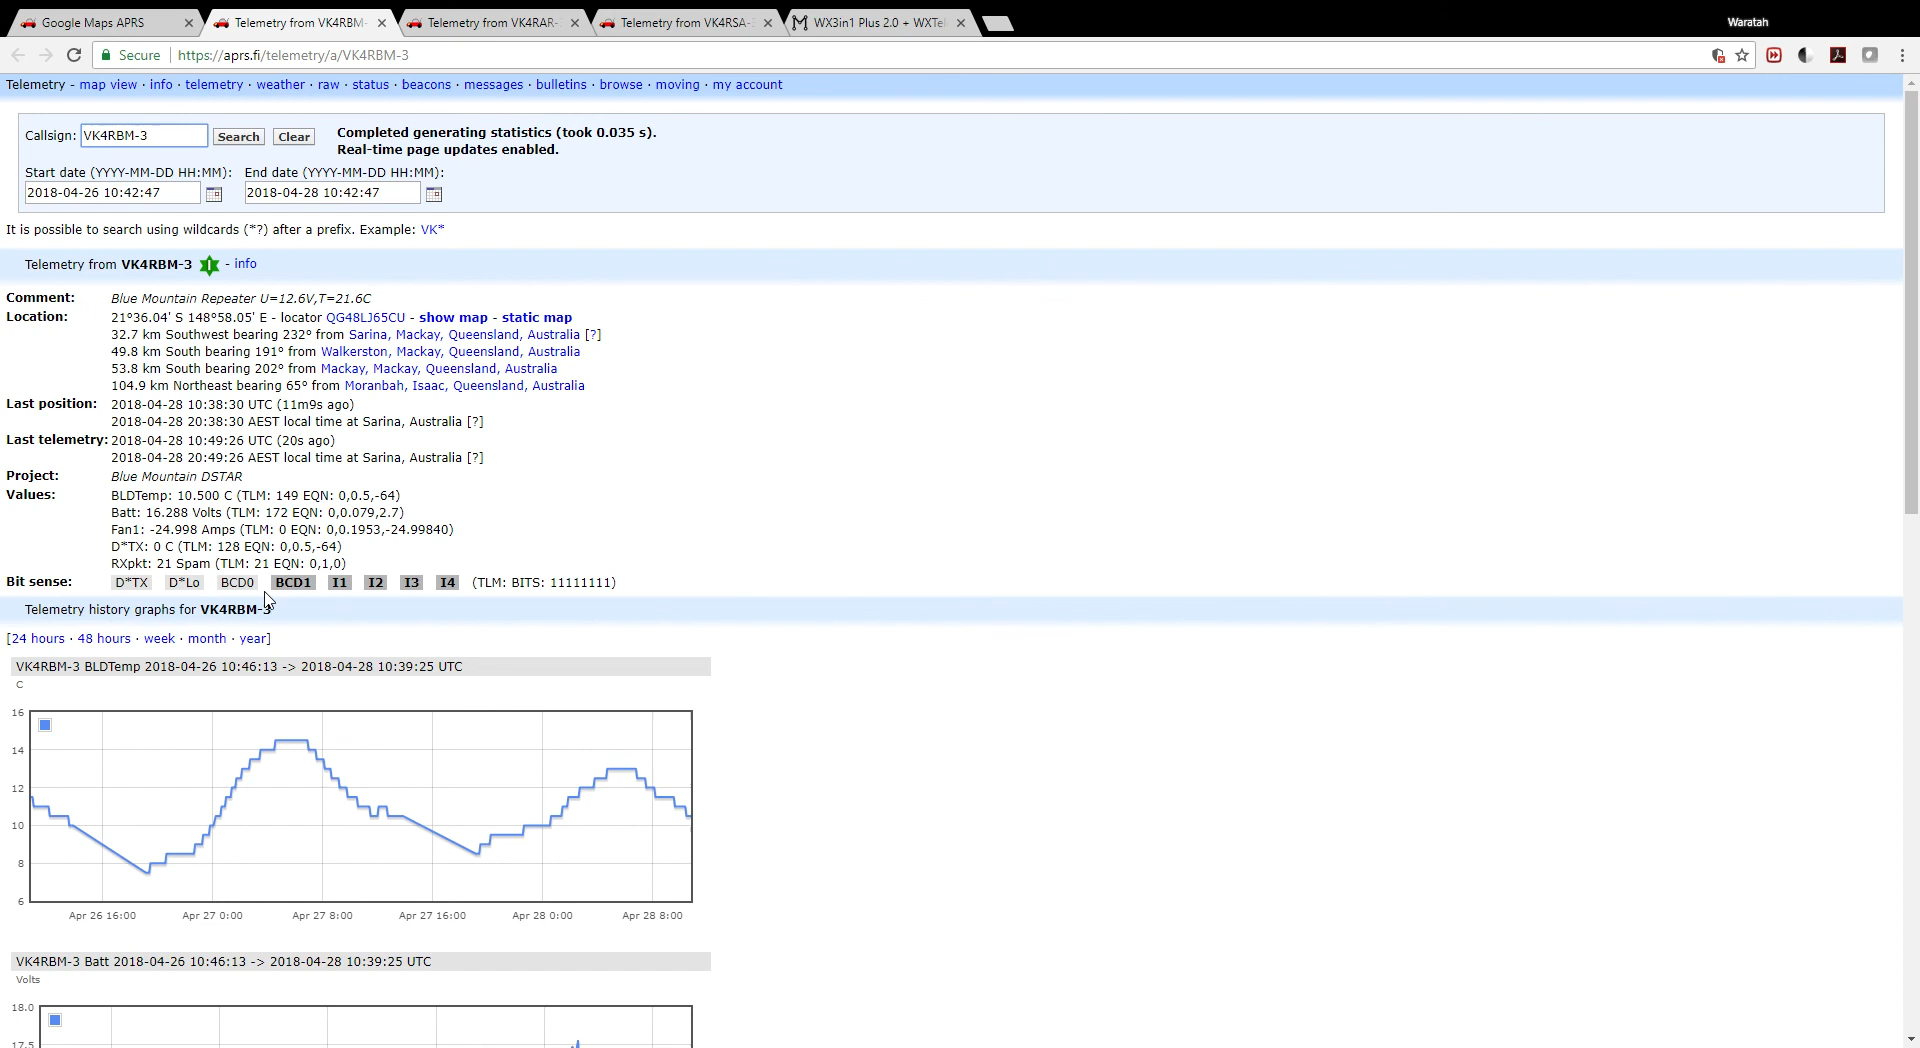 Google Maps APRS
Telemetry from VK4RBM-
Telemetry from VK4RAR-
Telemetry from VK4RSA-
WX3in1 Plus 2.0 + WXTel
Waratah
Secure
https://aprs.fi/telemetry/a/VK4RBM-3
Telemetry - map view · info · telemetry · weather · raw · status · beacons · messages · bulletins · browse · moving · my account
Callsign: VK4RBM-3 Search Clear
Completed generating statistics (took 0.035 s).
Real-time page updates enabled.
Start date (YYYY-MM-DD HH:MM): End date (YYYY-MM-DD HH:MM):
2018-04-26 10:42:47 2018-04-28 10:42:47
It is possible to search using wildcards (*?) after a prefix. Example: VK*
Telemetry from VK4RBM-3 - info
Comment: Blue Mountain Repeater U=12.6V,T=21.6C
Location: 21°36.04' S 148°58.05' E - locator QG48LJ65CU - show map - static map
32.7 km Southwest bearing 232° from Sarina, Mackay, Queensland, Australia [?]
49.8 km South bearing 191° from Walkerston, Mackay, Queensland, Australia
53.8 km South bearing 202° from Mackay, Mackay, Queensland, Australia
104.9 km Northeast bearing 65° from Moranbah, Isaac, Queensland, Australia
Last position: 2018-04-28 10:38:30 UTC (11m9s ago)
2018-04-28 20:38:30 AEST local time at Sarina, Australia [?]
Last telemetry: 2018-04-28 10:49:26 UTC (20s ago)
2018-04-28 20:49:26 AEST local time at Sarina, Australia [?]
Project: Blue Mountain DSTAR
Values: BLDTemp: 10.500 C (TLM: 149 EQN: 0,0.5,-64)
Batt: 16.288 Volts (TLM: 172 EQN: 0,0.079,2.7)
Fan1: -24.998 Amps (TLM: 0 EQN: 0,0.1953,-24.99840)
D*TX: 0 C (TLM: 128 EQN: 0,0.5,-64)
RXpkt: 21 Spam (TLM: 21 EQN: 0,1,0)
Bit sense: D*TX D*Lo BCD0 BCD1 I1 I2 I3 I4 (TLM: BITS: 11111111)
Telemetry history graphs for VK4RBM-3
[24 hours · 48 hours · week · month · year]
VK4RBM-3 BLDTemp 2018-04-26 10:46:13 -> 2018-04-28 10:39:25 UTC
C
16
14
12
10
8
6
Apr 26 16:00 Apr 27 0:00 Apr 27 8:00 Apr 27 16:00 Apr 28 0:00 Apr 28 8:00
VK4RBM-3 Batt 2018-04-26 10:46:13 -> 2018-04-28 10:39:25 UTC
Volts
18.0
17.5